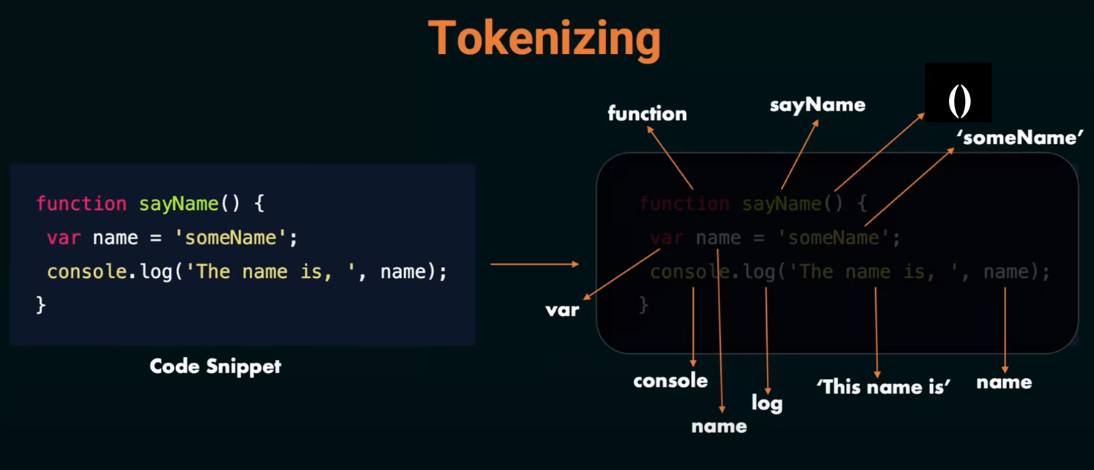 Tokenizing
function sayName() {
var name = 'someName';
console.log('The name is, ', name);
}
Code Snippet
function
sayName
()
'someName'
function sayName() {
var name = 'someName';
console.log('The name is, ', name);
}
var
console
name
log
'This name is'
name